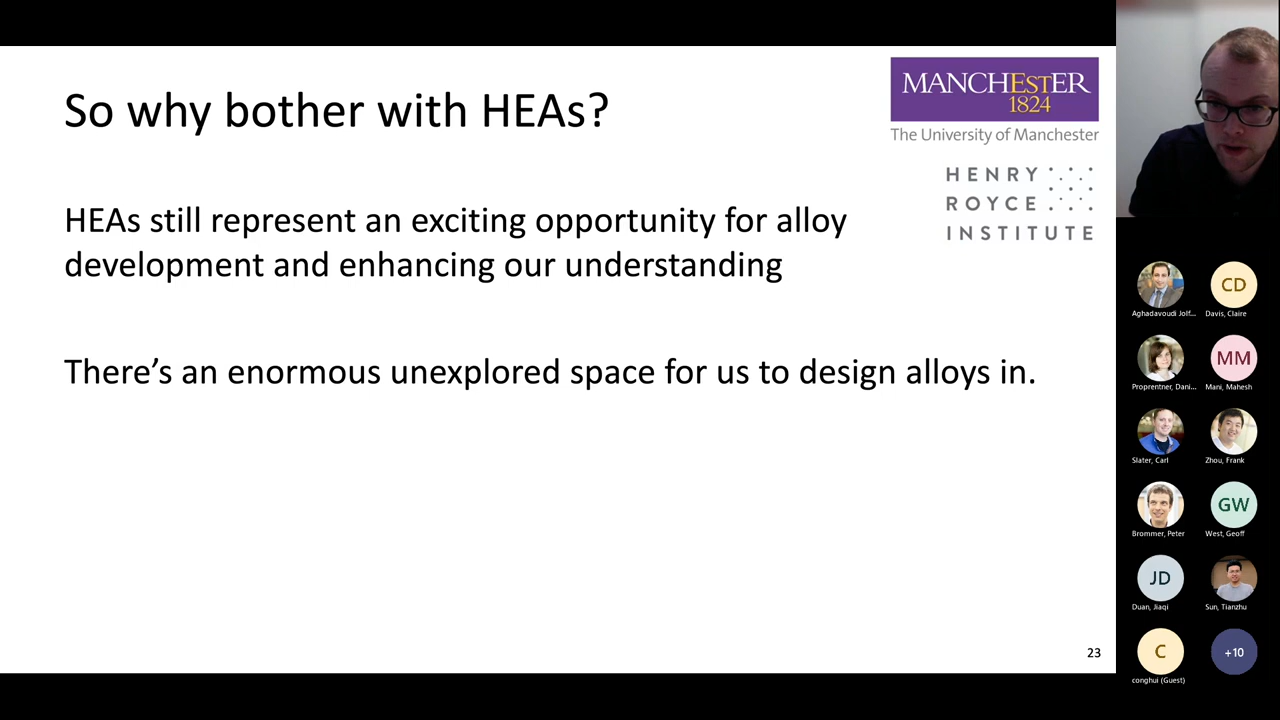 So why bother with HEAs?
MANCHESTER
1824
The University of Manchester
HENRY
ROYCE
INSTITUTE
HEAs still represent an exciting opportunity for alloy
development and enhancing our understanding
There’s an enormous unexplored space for us to design alloys in.
23
CD
Aghadavoudi Jolf...
Davis, Claire
MM
Proprentner, Dani...
Mani, Mahesh
Slater, Carl
Zhou, Frank
GW
Brommer, Peter
West, Geoff
JD
Duan, Jiaqi
Sun, Tianzhu
C
+10
conghui (Guest)